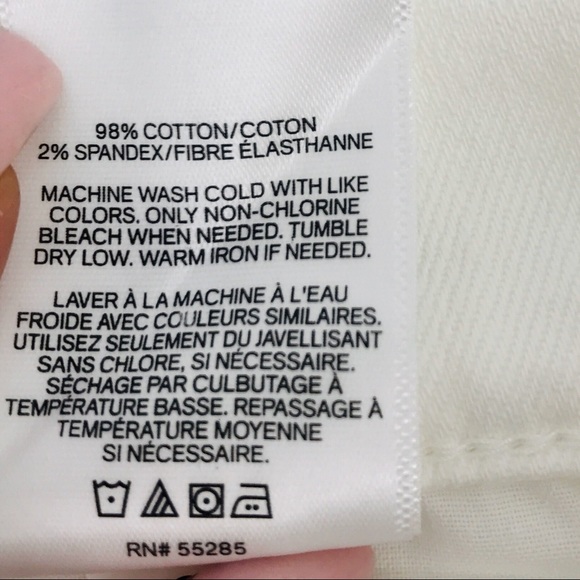 98% COTTON/COTON
2% SPANDEX/FIBRE ÉLASTHANNE
MACHINE WASH COLD WITH LIKE
COLORS. ONLY NON-CHLORINE
BLEACH WHEN NEEDED. TUMBLE
DRY LOW. WARM IRON IF NEEDED.
LAVER À LA MACHINE À L'EAU
FROIDE AVEC COULEURS SIMILAIRES.
UTILISEZ SEULEMENT DU JAVELLISANT
SANS CHLORE, SI NÉCESSAIRE.
SÉCHAGE PAR CULBUTAGE À
TEMPÉRATURE BASSE. REPASSAGE À
TEMPÉRATURE MOYENNE
SI NÉCESSAIRE.
RN# 55285